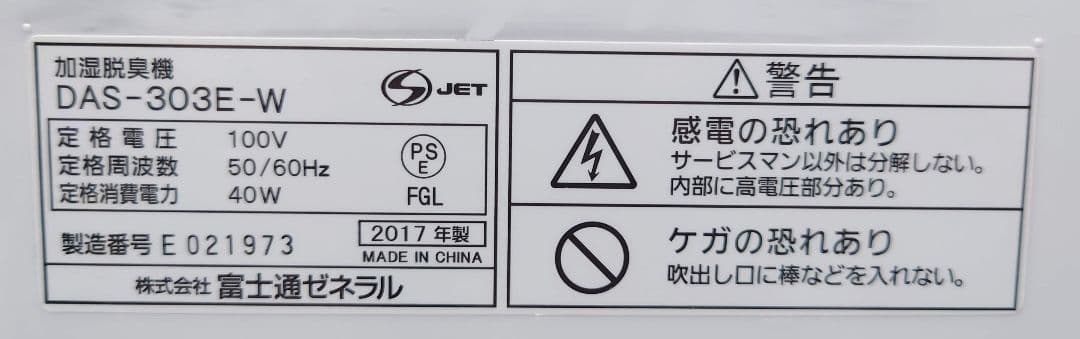 加湿脱臭機
DAS-303E-W
S JET
定格電圧 100V
定格周波数 50/60Hz
定格消費電力 40W
PS
E
FGL
製造番号 E 021973
2017 年製
MADE IN CHINA
株式会社 富士通ゼネラル
警告
感電の恐れあり
サービスマン以外は分解しない。
内部に高電圧部分あり。
ケガの恐れあり
吹出し口に棒などを入れない。